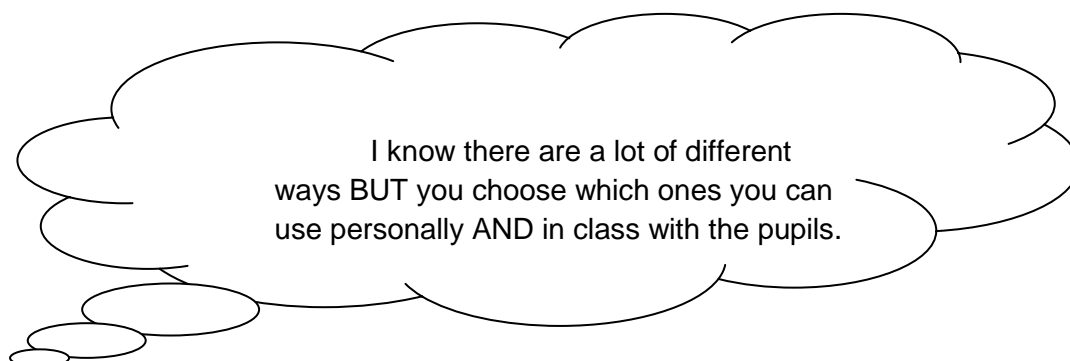 I know there are a lot of different
ways BUT you choose which ones you can
use personally AND in class with the pupils.